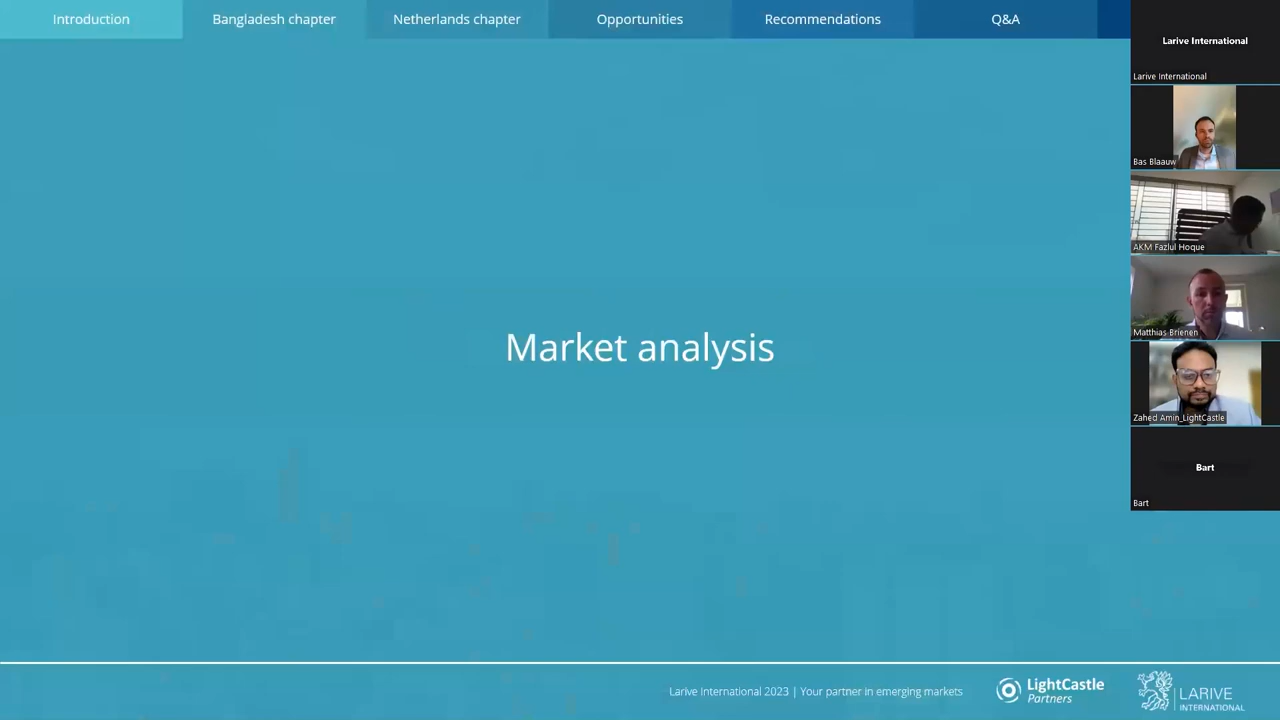 Introduction
Bangladesh chapter
Netherlands chapter
Opportunities
Recommendations
Q&A
Larive International
Larive International
Bas Blaauw
AKM Fazlul Hoque
Matthias Brienen
Zahed Amin_LightCastle
Bart
Bart
Market analysis
Larive International 2023 | Your partner in emerging markets
LightCastle
Partners
LARIVE
INTERNATIONAL